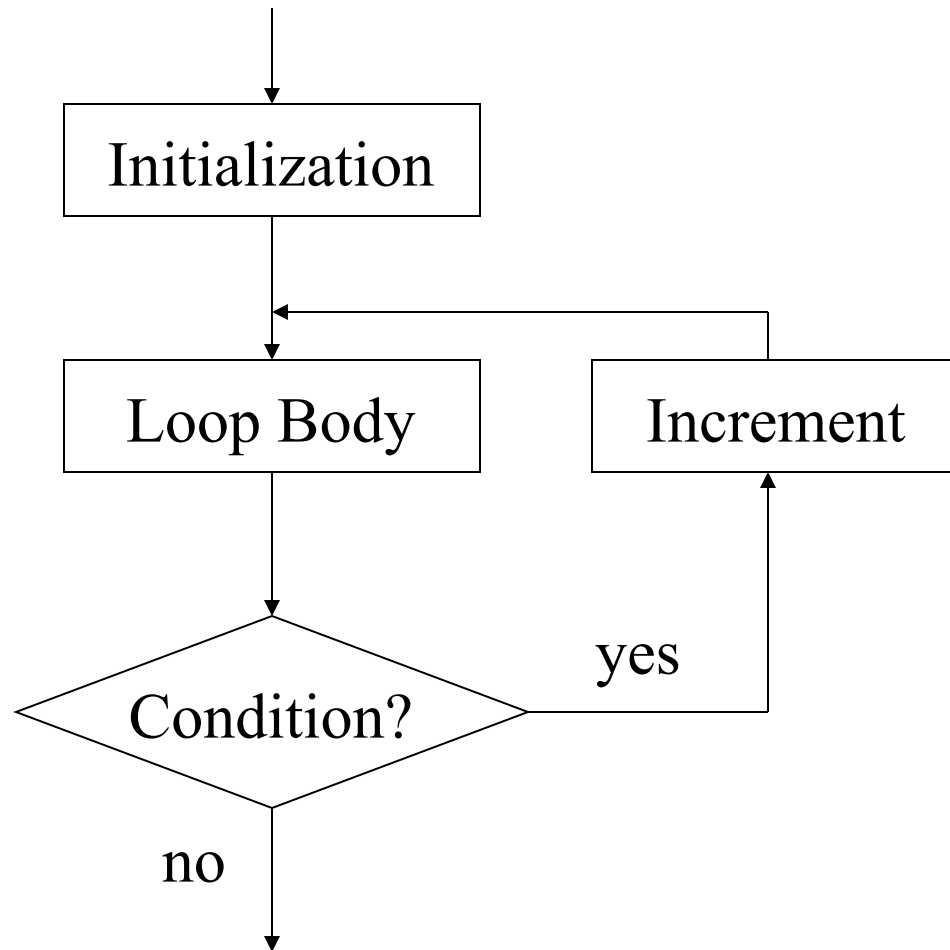 Initialization
Loop Body
Increment
Condition?
yes
no